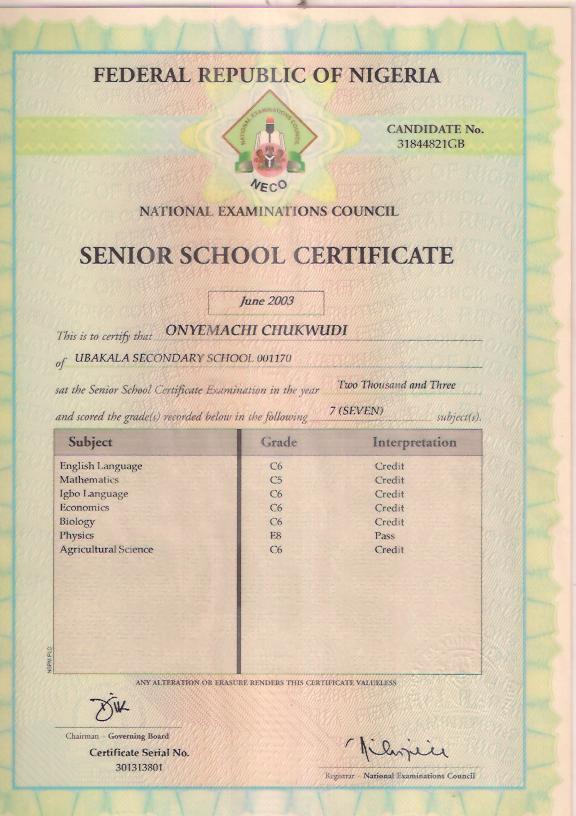 FEDERAL REPUBLIC OF NIGERIA
NATIONAL EXAMINATIONS COUNCIL
NECO
CANDIDATE No.
31844821GB
NATIONAL EXAMINATIONS COUNCIL
SENIOR SCHOOL CERTIFICATE
June 2003
This is to certify that ONYEMACHI CHUKWUDI
of UBAKALA SECONDARY SCHOOL 001170
sat the Senior School Certificate Examination in the year Two Thousand and Three
and scored the grade(s) recorded below in the following 7 (SEVEN) subject(s).
Subject Grade Interpretation
English Language C6 Credit
Mathematics C5 Credit
Igbo Language C6 Credit
Economics C6 Credit
Biology C6 Credit
Physics E8 Pass
Agricultural Science C6 Credit
NSPM PLC
ANY ALTERATION OR ERASURE RENDERS THIS CERTIFICATE VALUELESS
Chairman - Governing Board
Certificate Serial No.
301313801
Registrar - National Examinations Council